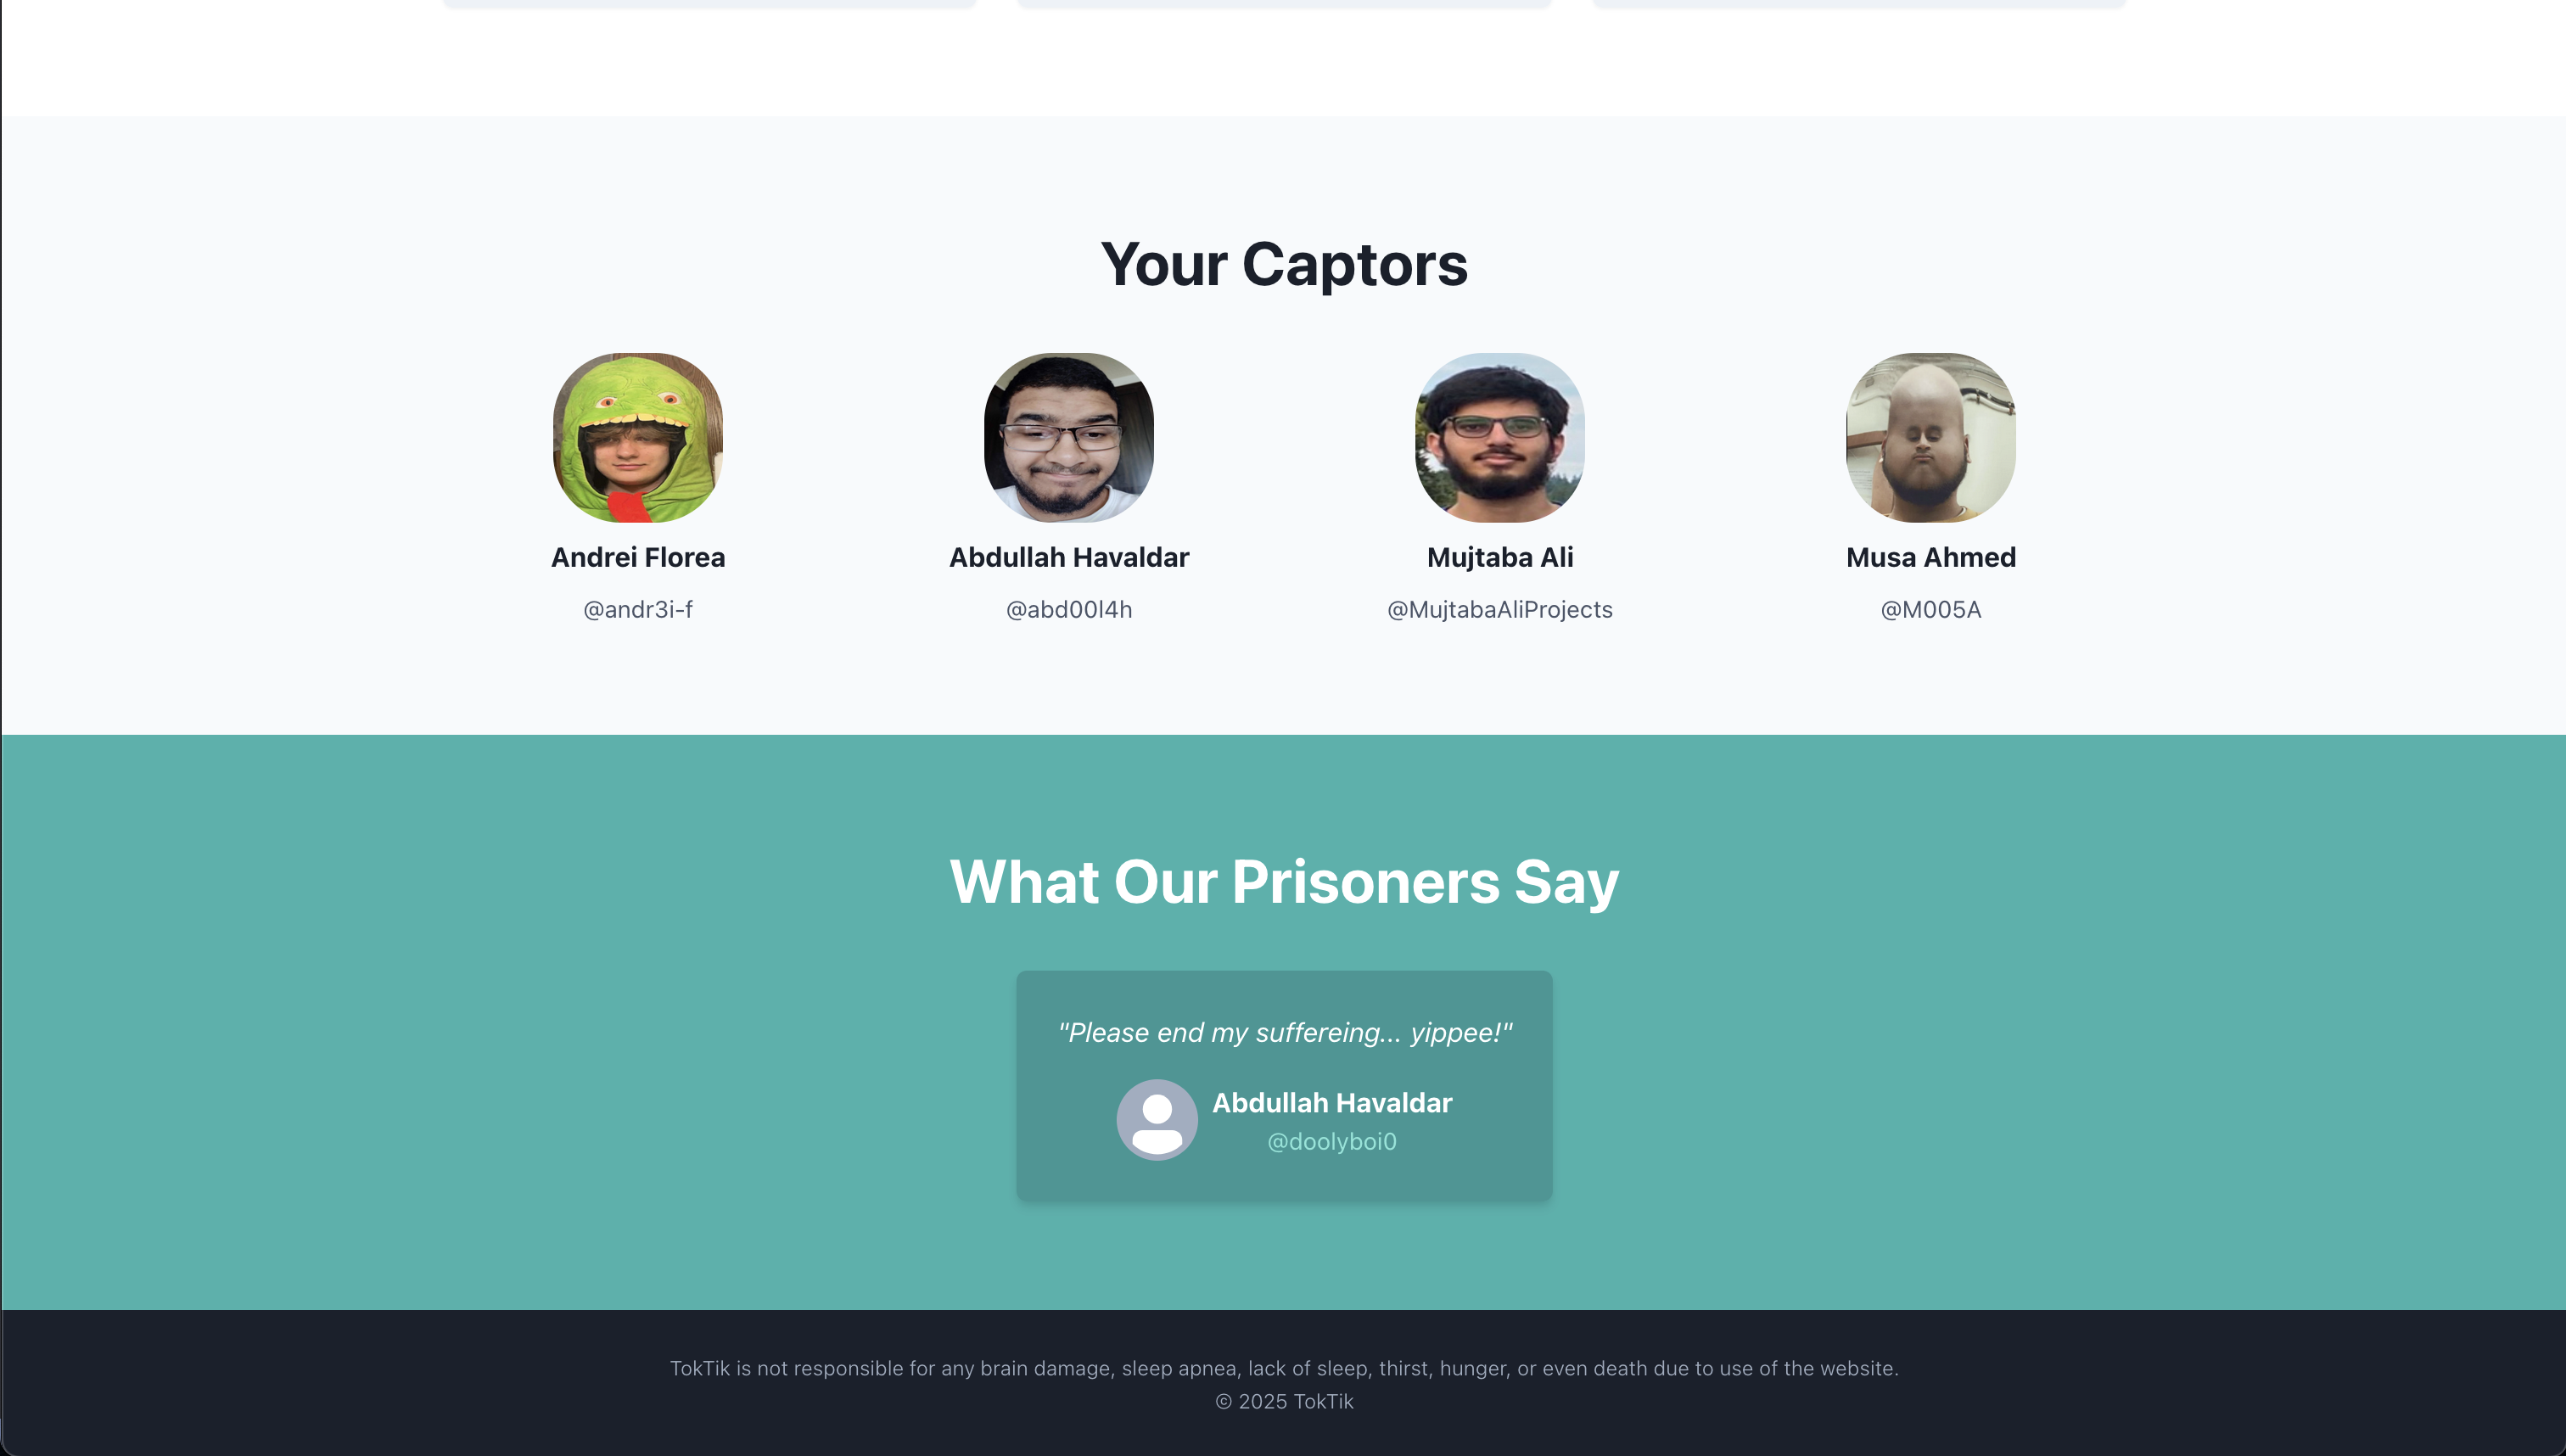 Your Captors
Andrei Florea
Abdullah Havaldar
Mujtaba Ali
Musa Ahmed
@andr3i-f
@abd00l4h
@MujtabaAliProjects
@M005A
What Our Prisoners Say
"Please end my suffereing... yippee!"
Abdullah Havaldar
@doolyboi0
TokTik is not responsible for any brain damage, sleep apnea, lack of sleep, thirst, hunger, or even death due to use of the website.
© 2025 TokTik